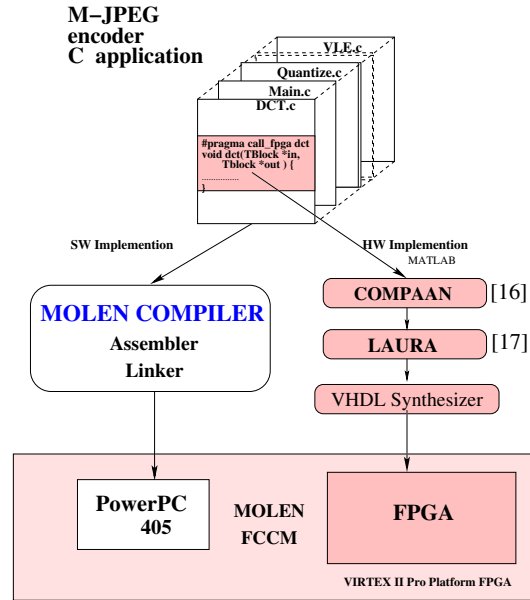 M-JPEG
encoder
C application
VLE.c
Quantize.c
Main.c
DCT.c
#pragma call_fpga dct
void dct(TBlock *in,
Tblock *out ) {
................
}
SW Implemention
HW Implemention
MATLAB
MOLEN COMPILER
Assembler
Linker
COMPAAN [16]
LAURA [17]
VHDL Synthesizer
PowerPC
405
MOLEN
FCCM
FPGA
VIRTEX II Pro Platform FPGA